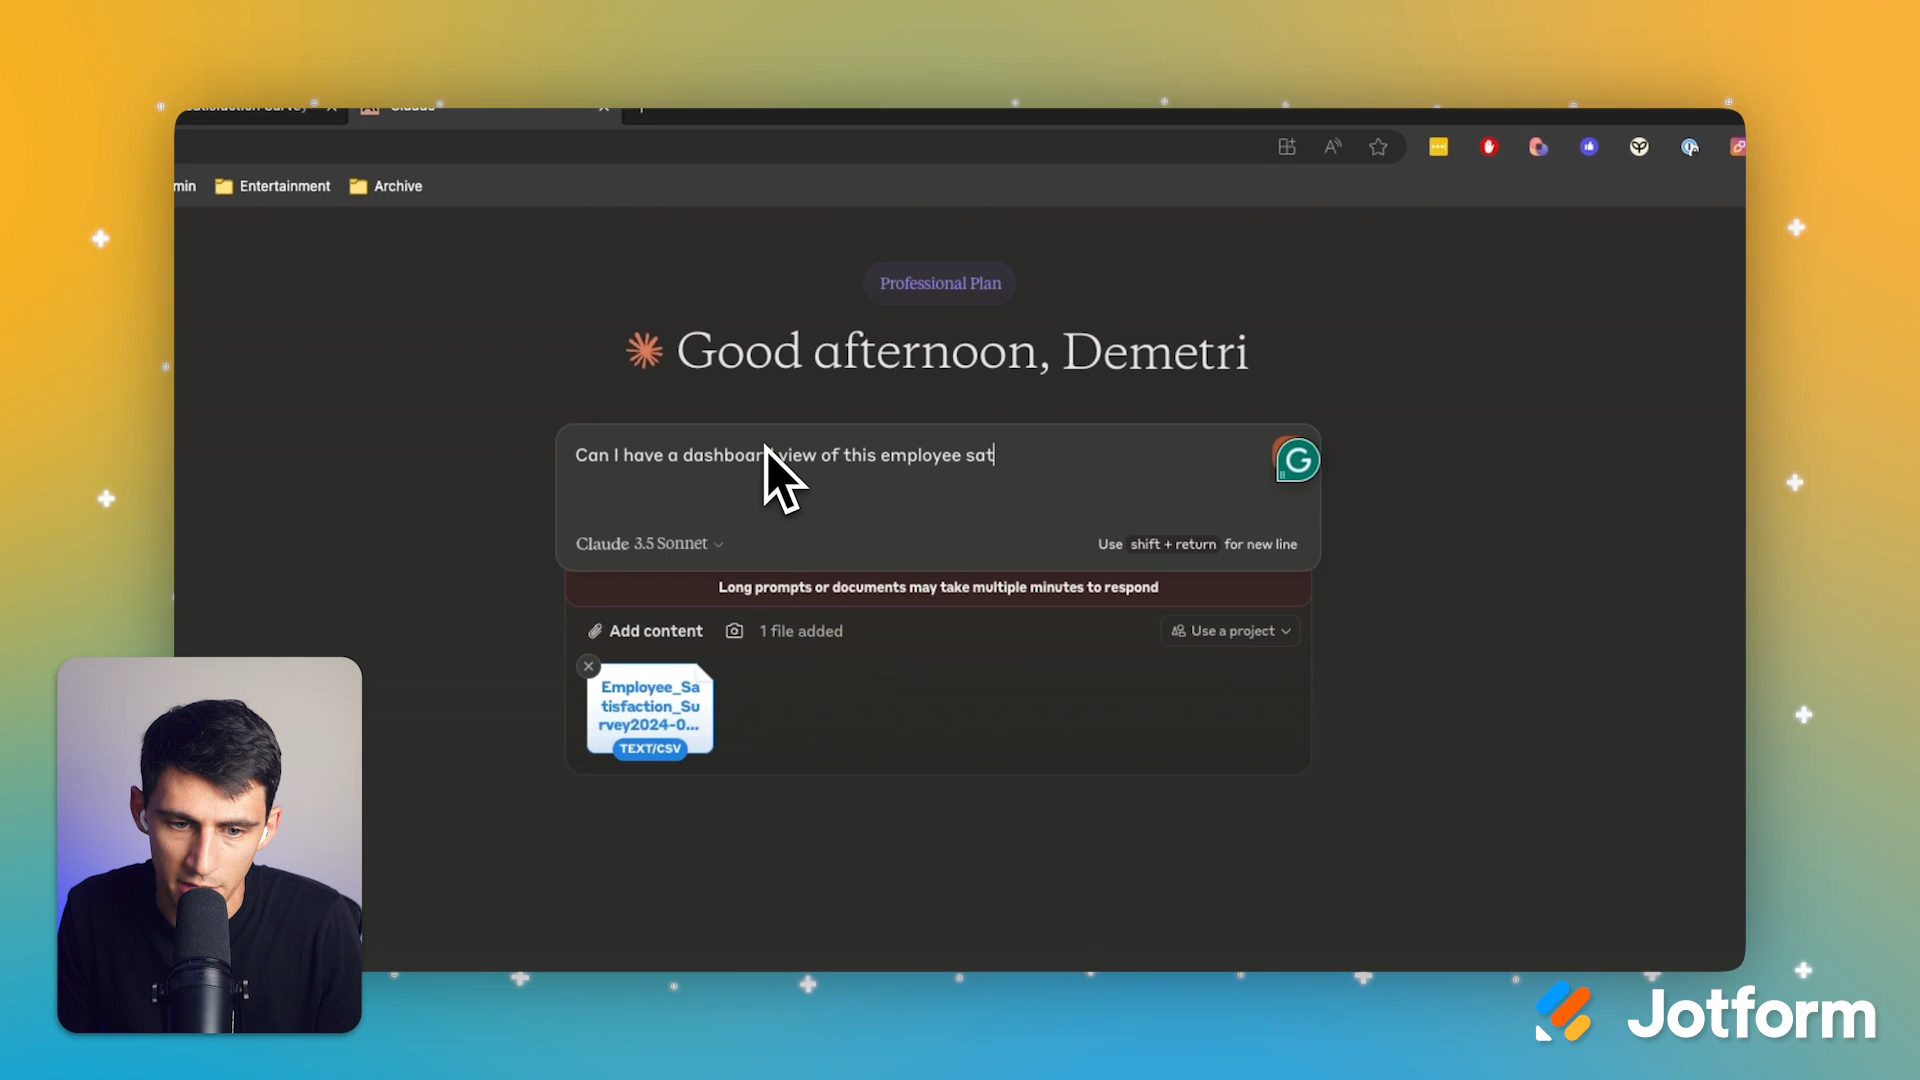 min
Entertainment
Archive
Professional Plan
Good afternoon, Demetri
Can I have a dashboard view of this employee sat
Claude 3.5 Sonnet
Use shift + return for new line
Long prompts or documents may take multiple minutes to respond
Add content
1 file added
Use a project
Employee_Sa
tisfaction_Su
rvey2024-0...
TEXT/CSV
Jotform